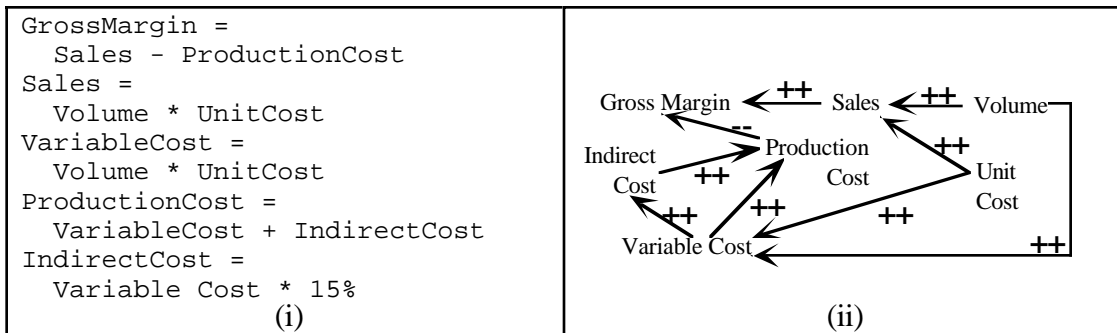 GrossMargin =
Sales - ProductionCost
Sales =
Volume * UnitCost
VariableCost =
Volume * UnitCost
ProductionCost =
VariableCost + IndirectCost
IndirectCost =
Variable Cost * 15%
(i)
++ ++
Gross Margin Sales Volume
--
++
Indirect
Cost
Production
Cost
++
Unit
Cost
++ ++ ++
Variable Cost
++
(ii)